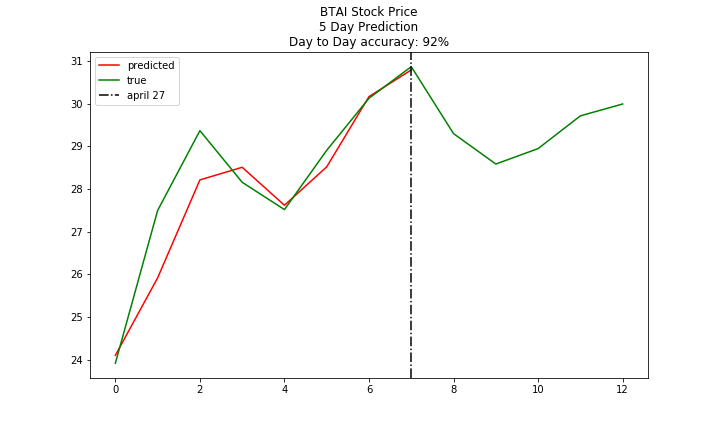 BTAI Stock Price
5 Day Prediction
Day to Day accuracy: 92%
predicted
true
april 27
31
30
29
28
27
26
25
24
0 2 4 6 8 10 12